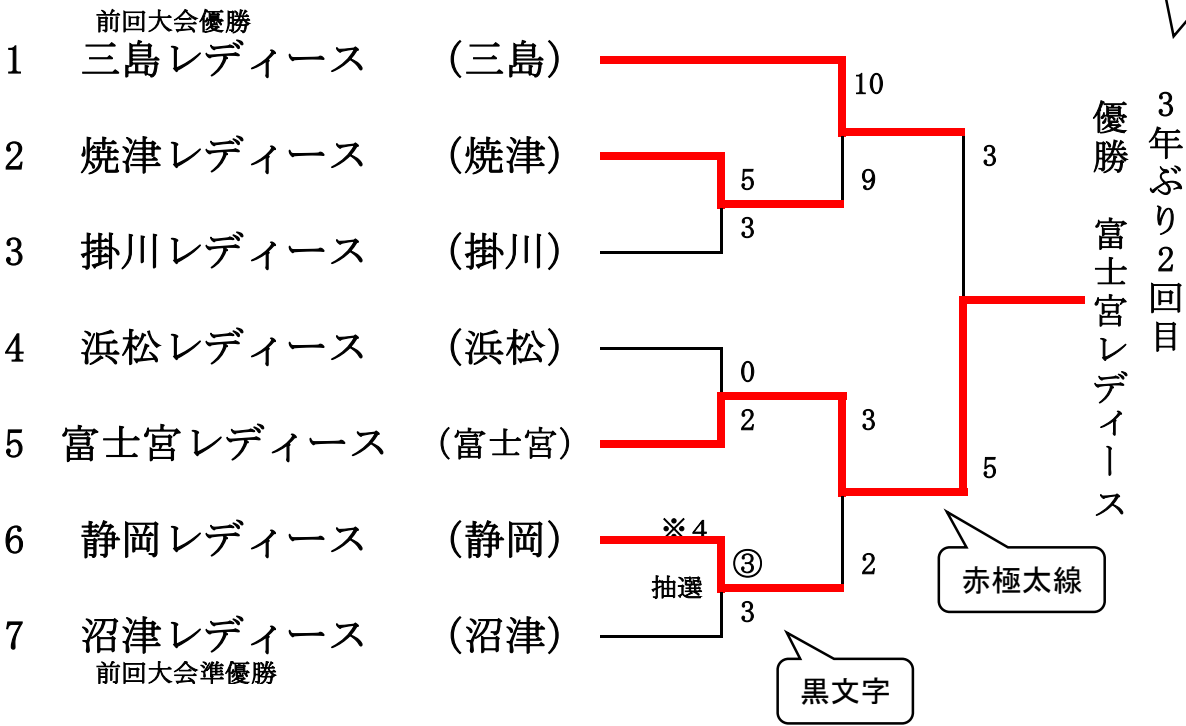 前回大会優勝
1 三島レディース (三島)
10
2 焼津レディース (焼津)
5
9
3
3 掛川レディース (掛川)
3
4 浜松レディース (浜松)
0
2
3
5 富士宮レディース (富士宮)
5
6 静岡レディース (静岡)
※4
③
抽選
2
3
7 沼津レディース (沼津)
前回大会準優勝
3年ぶり2回目
優勝 富士宮レディース
赤極太線
黒文字